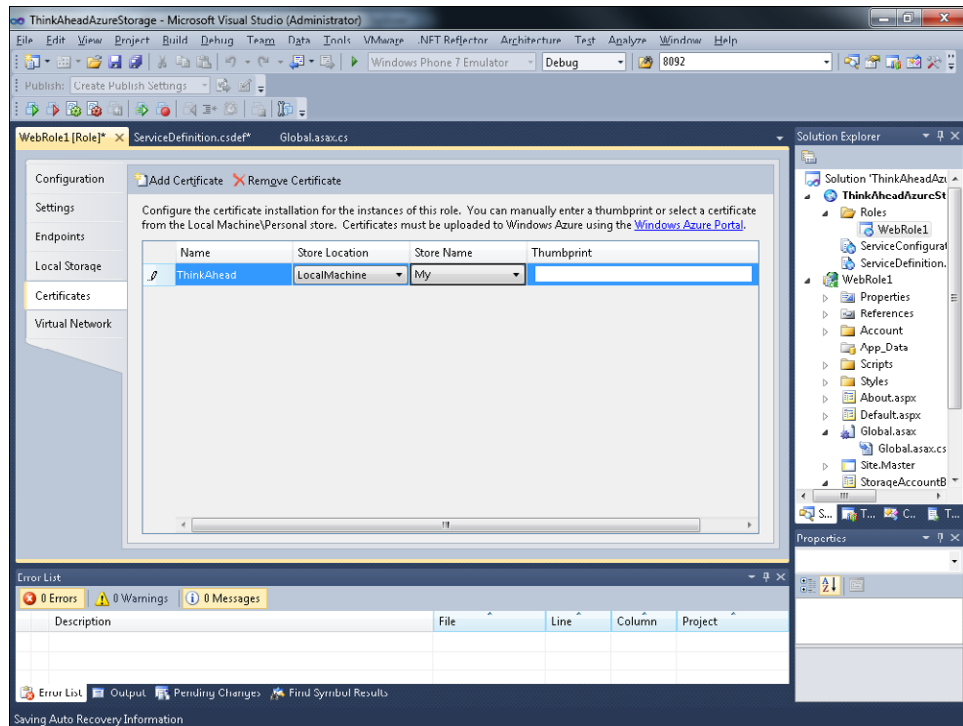 ThinkAheadAzureStorage - Microsoft Visual Studio (Administrator)
File Edit View Project Build Debug Team Data Tools VMware .NET Reflector Architecture Test Analyze Window Help
Windows Phone 7 Emulator Debug 8092
Publish: Create Publish Settings
WebRole1 [Role]* ServiceDefinition.csdef* Global.asax.cs
Configuration
Settings
Endpoints
Local Storage
Certificates
Virtual Network
Add Certificate Remove Certificate
Configure the certificate installation for the instances of this role. You can manually enter a thumbprint or select a certificate
from the Local Machine\Personal store. Certificates must be uploaded to Windows Azure using the Windows Azure Portal.
Name Store Location Store Name Thumbprint
ThinkAhead LocalMachine My
Solution Explorer
Solution 'ThinkAheadAzu
ThinkAheadAzureSt
Roles
WebRole1
ServiceConfigurat
ServiceDefinition.
WebRole1
Properties
References
Account
App_Data
Scripts
Styles
About.aspx
Default.aspx
Global.asax
Global.asax.cs
Site.Master
StorageAccountB
S... T... C... T...
Properties
Error List
0 Errors 0 Warnings 0 Messages
Description File Line Column Project
Error List Output Pending Changes Find Symbol Results
Saving Auto Recovery Information